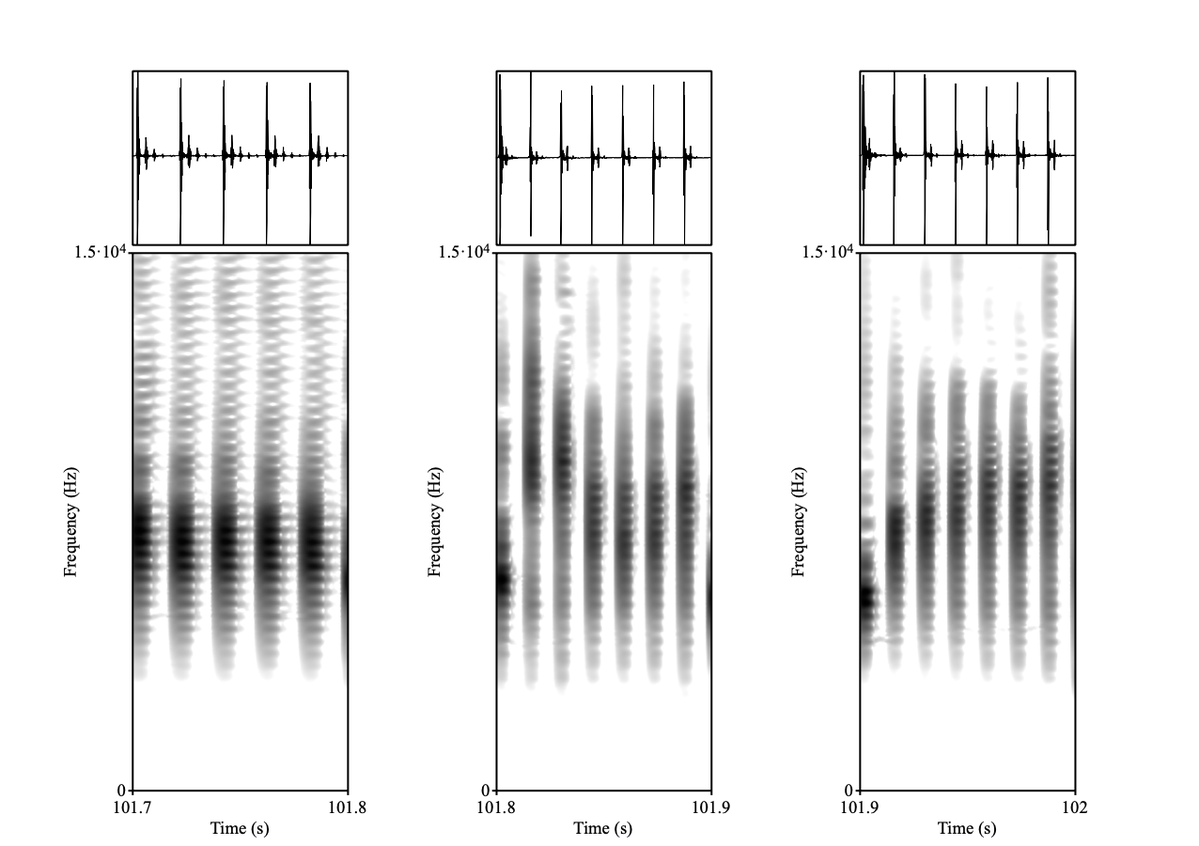 1.5·10⁴ 1.5·10⁴ 1.5·10⁴
Frequency (Hz) Frequency (Hz) Frequency (Hz)
0 0 0
101.7 101.8 101.8 101.9 101.9 102
Time (s) Time (s) Time (s)